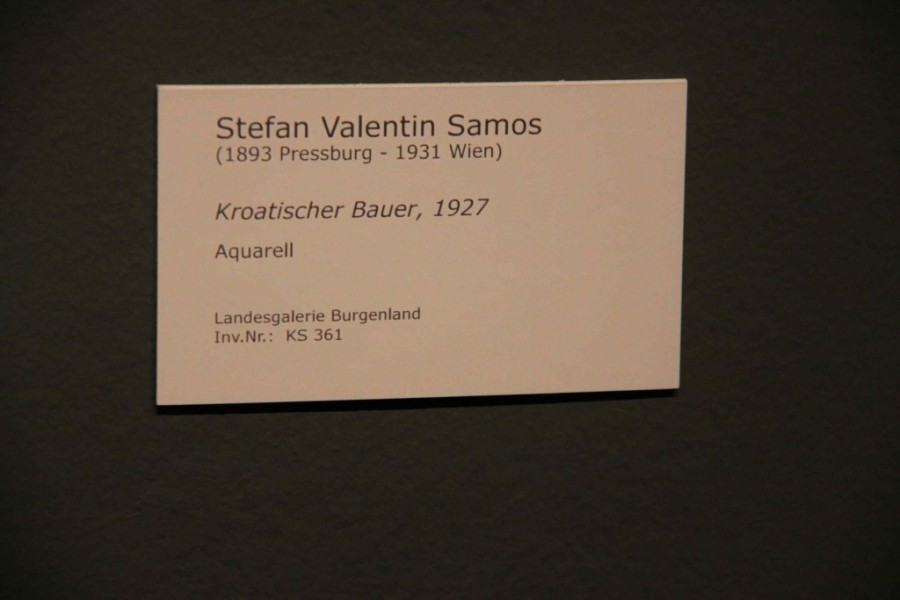 Stefan Valentin Samos
(1893 Pressburg - 1931 Wien)
Kroatischer Bauer, 1927
Aquarell
Landesgalerie Burgenland
Inv.Nr.: KS 361